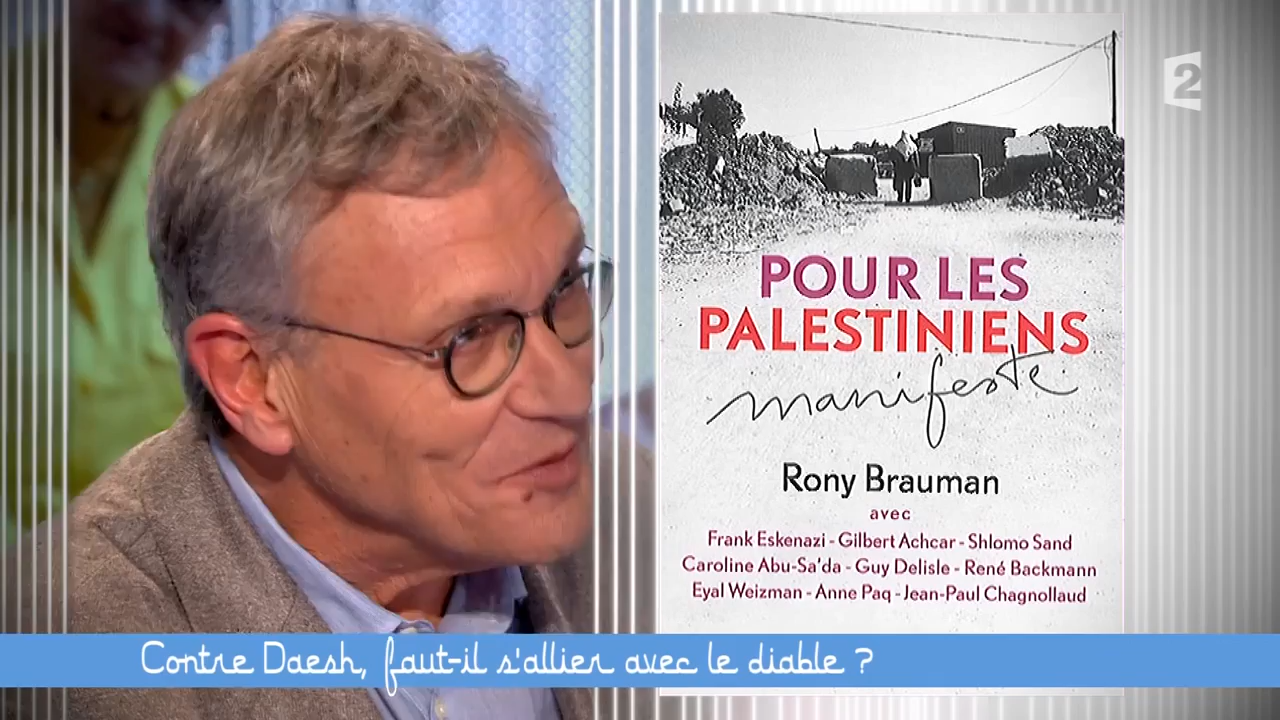 2
POUR LES
PALESTINIENS
manifeste
Rony Brauman
avec
Frank Eskenazi - Gilbert Achcar - Shlomo Sand
Caroline Abu-Sa'da - Guy Delisle - René Backmann
Eyal Weizman - Anne Paq - Jean-Paul Chagnollaud
Contre Daesh, faut-il s'allier avec le diable ?